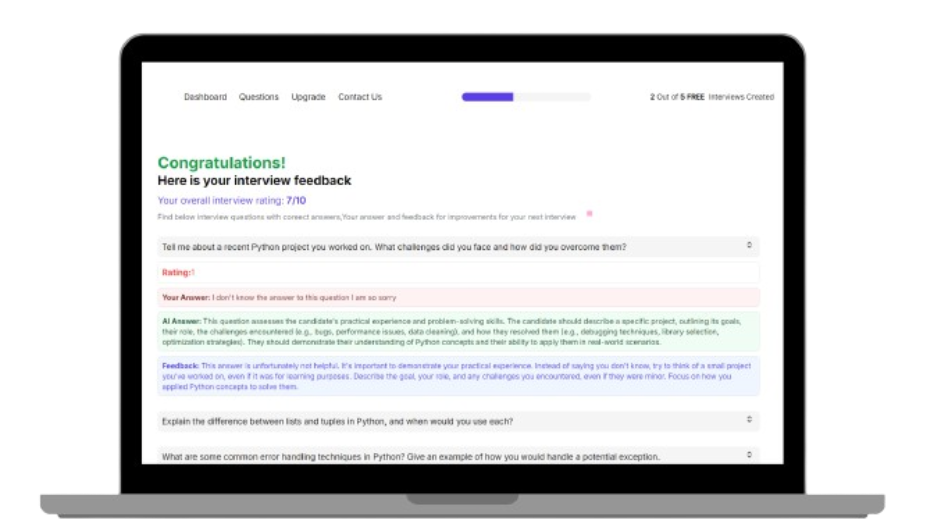 Dashboard Questions Upgrade Contact Us 2 Out of 5 FREE Interviews Created
Congratulations!
Here is your interview feedback
Your overall interview rating: 7/10
Find below interview questions with coreect answers,Your answer and feedback for improvements for your next interview
Tell me about a recent Python project you worked on. What challenges did you face and how did you overcome them?
Rating:1
Your Answer: I don't know the answer to this question I am so sorry
AI Answer: This question assesses the candidate's practical experience and problem-solving skills. The candidate should describe a specific project, outlining its goals,
their role, the challenges encountered (e.g., bugs, performance issues, data cleaning), and how they resolved them (e.g., debugging techniques, library selection,
optimization strategies). They should demonstrate their understanding of Python concepts and their ability to apply them in real-world scenarios.
Feedback: This answer is unfortunately not helpful. It's important to demonstrate your practical experience. Instead of saying you don't know, try to think of a small project
you've worked on, even if it was for learning purposes. Describe the goal, your role, and any challenges you encountered, even if they were minor. Focus on how you
applied Python concepts to solve them.
Explain the difference between lists and tuples in Python, and when would you use each?
What are some common error handling techniques in Python? Give an example of how you would handle a potential exception.